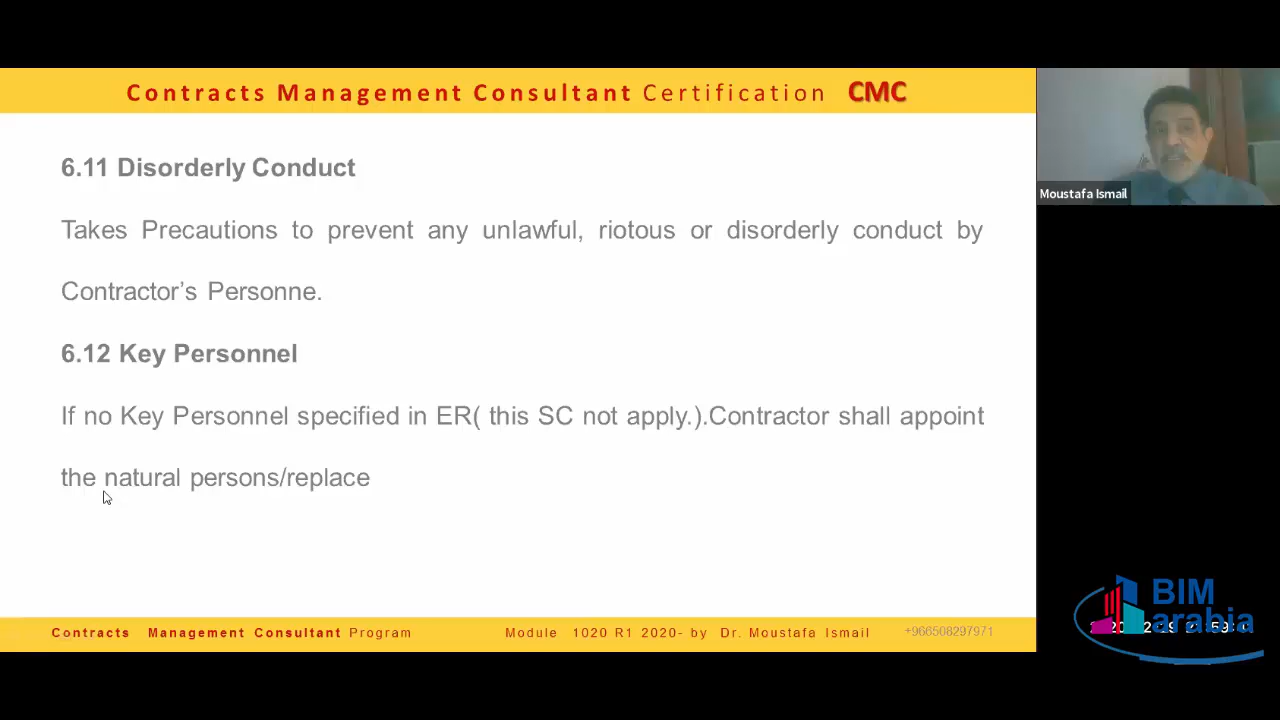 Contracts Management Consultant Certification CMC
6.11 Disorderly Conduct
Takes Precautions to prevent any unlawful, riotous or disorderly conduct by
Contractor's Personne.
6.12 Key Personnel
If no Key Personnel specified in ER( this SC not apply.).Contractor shall appoint
the natural persons/replace
Moustafa Ismail
BIM
arabia
Contracts Management Consultant Program
Module 1020 R1 2020- by Dr. Moustafa Ismail
+966508297971